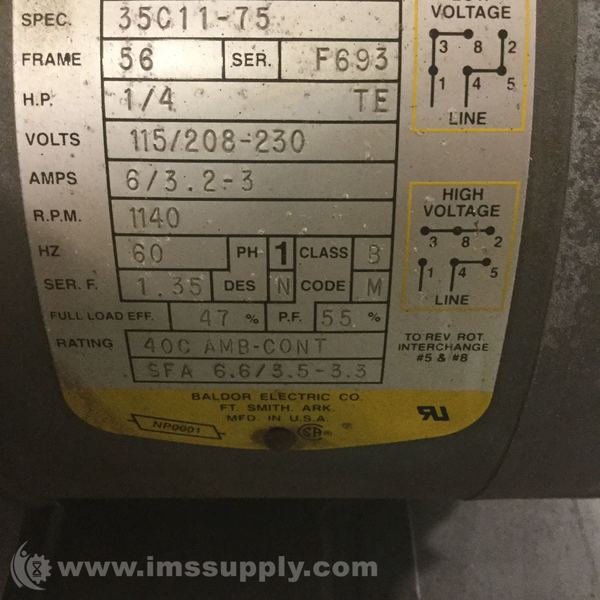 SPEC. 35C11-75
FRAME 56 SER. F693
H.P. 1/4 TE
VOLTS 115/208-230
AMPS 6/3.2-3
R.P.M. 1140
HZ 60 PH 1 CLASS B
SER. F. 1.35 DES N CODE M
FULL LOAD EFF. 47 % P.F. 55 %
RATING 40C AMB-CONT
SFA 6.6/3.5-3.3
BALDOR ELECTRIC CO.
FT. SMITH. ARK.
MFD. IN U.S.A.
NP0001
LOW
VOLTAGE
3 8 2
1 4 5
LINE
HIGH
VOLTAGE
3 8 2
1 4 5
LINE
TO REV. ROT.
INTERCHANGE
#5 & #8
www.imssupply.com